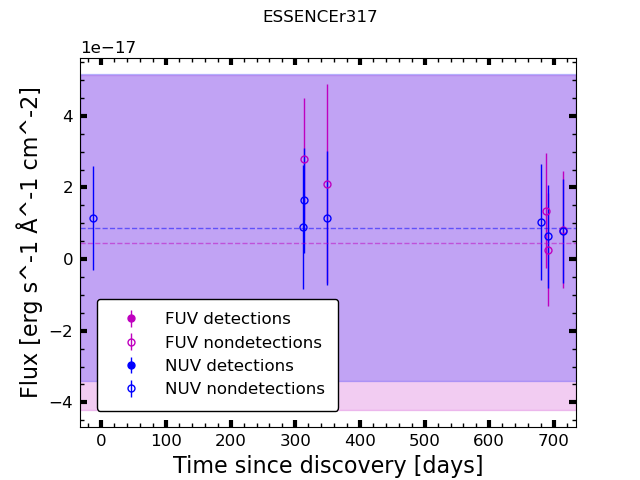 ESSENCEr317
1e−17
4
2
0
−2
−4
Flux [erg s^-1 Å^-1 cm^-2]
FUV detections
FUV nondetections
NUV detections
NUV nondetections
0 100 200 300 400 500 600 700
Time since discovery [days]